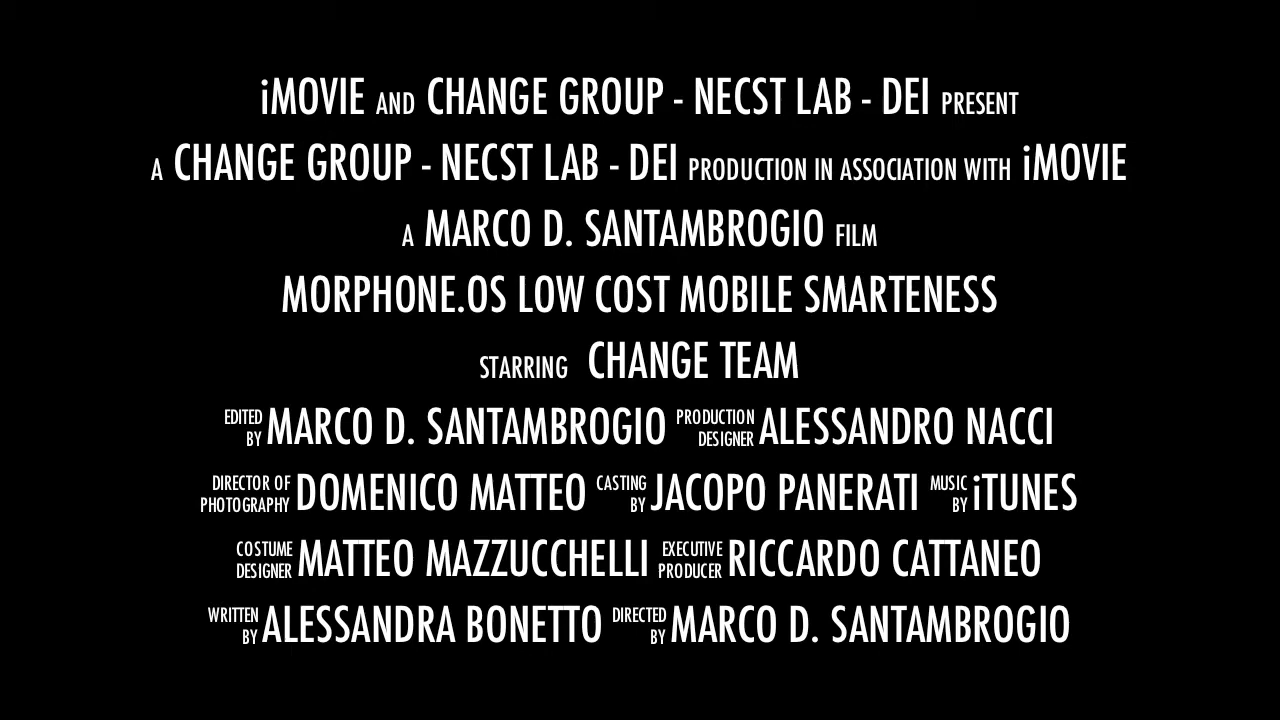 iMOVIE AND CHANGE GROUP - NECST LAB - DEI PRESENT
A CHANGE GROUP - NECST LAB - DEI PRODUCTION IN ASSOCIATION WITH iMOVIE
A MARCO D. SANTAMBROGIO FILM
MORPHONE.OS LOW COST MOBILE SMARTENESS
STARRING CHANGE TEAM
EDITED BY MARCO D. SANTAMBROGIO PRODUCTION DESIGNER ALESSANDRO NACCI
DIRECTOR OF PHOTOGRAPHY DOMENICO MATTEO CASTING BY JACOPO PANERATI MUSIC BY iTUNES
COSTUME DESIGNER MATTEO MAZZUCCHELLI EXECUTIVE PRODUCER RICCARDO CATTANEO
WRITTEN BY ALESSANDRA BONETTO DIRECTED BY MARCO D. SANTAMBROGIO